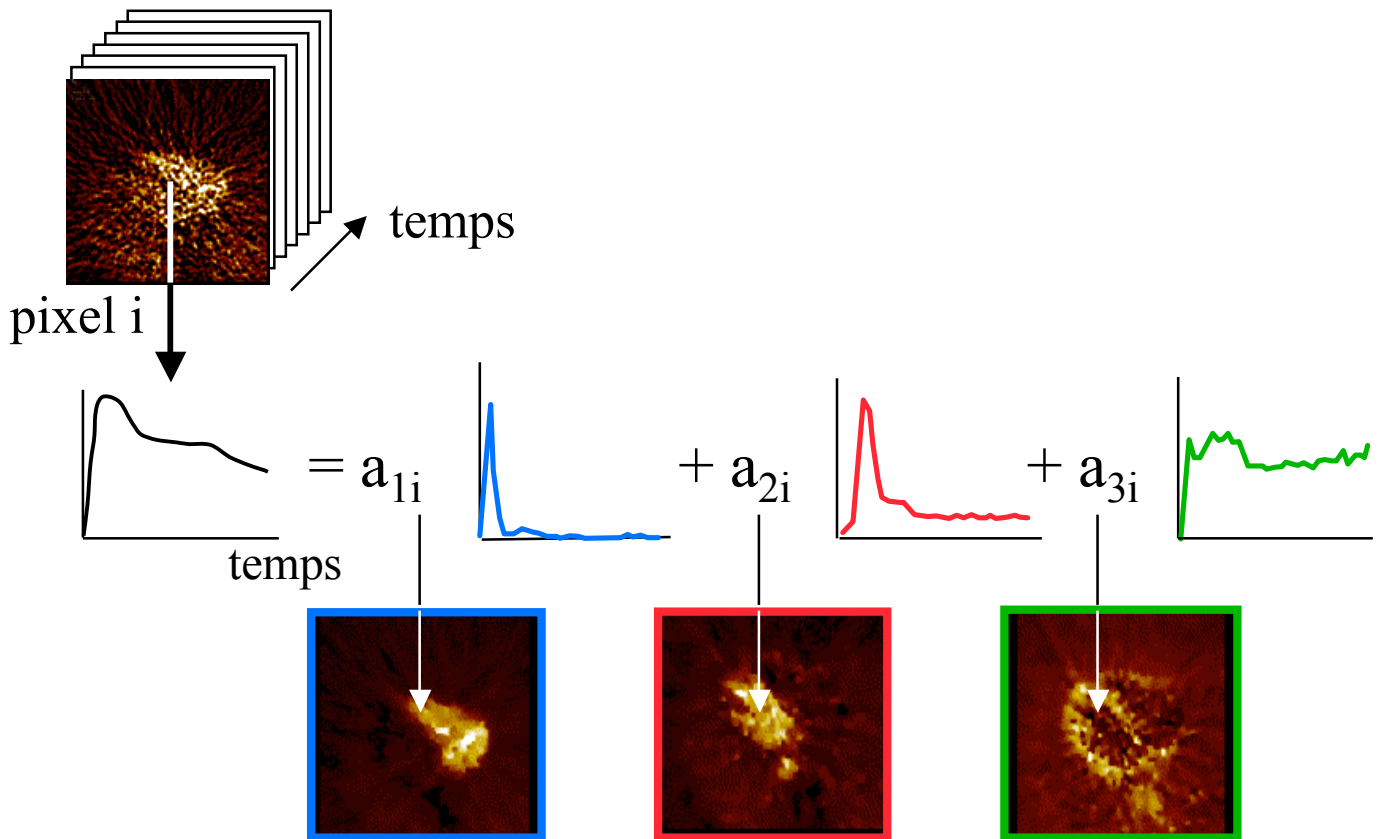 temps
pixel i
= a1i + a2i + a3i
temps